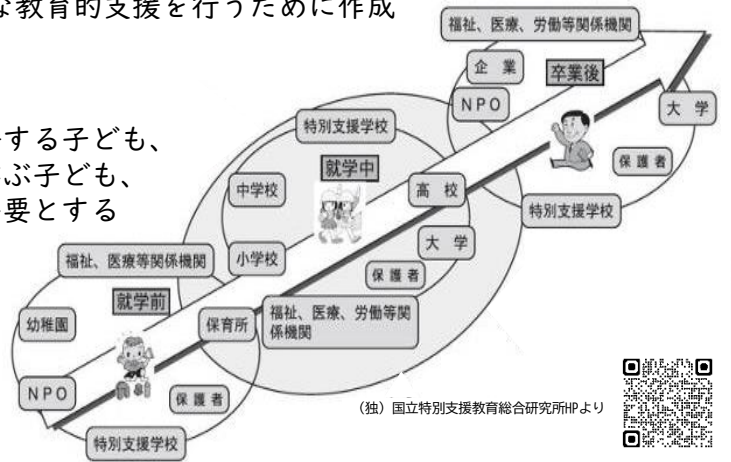 な教育的支援を行うために作成
する子ども、
ぶ子ども、
要とする
福祉、医療、労働等関係機関
企業
卒業後
NPO
大学
保護者
特別支援学校
特別支援学校
就学中
中学校
高校
小学校
大学
保護者
福祉、医療、労働等関
係機関
福祉、医療等関係機関
就学前
幼稚園
保育所
NPO
保護者
特別支援学校
（独）国立特別支援教育総合研究所HPより